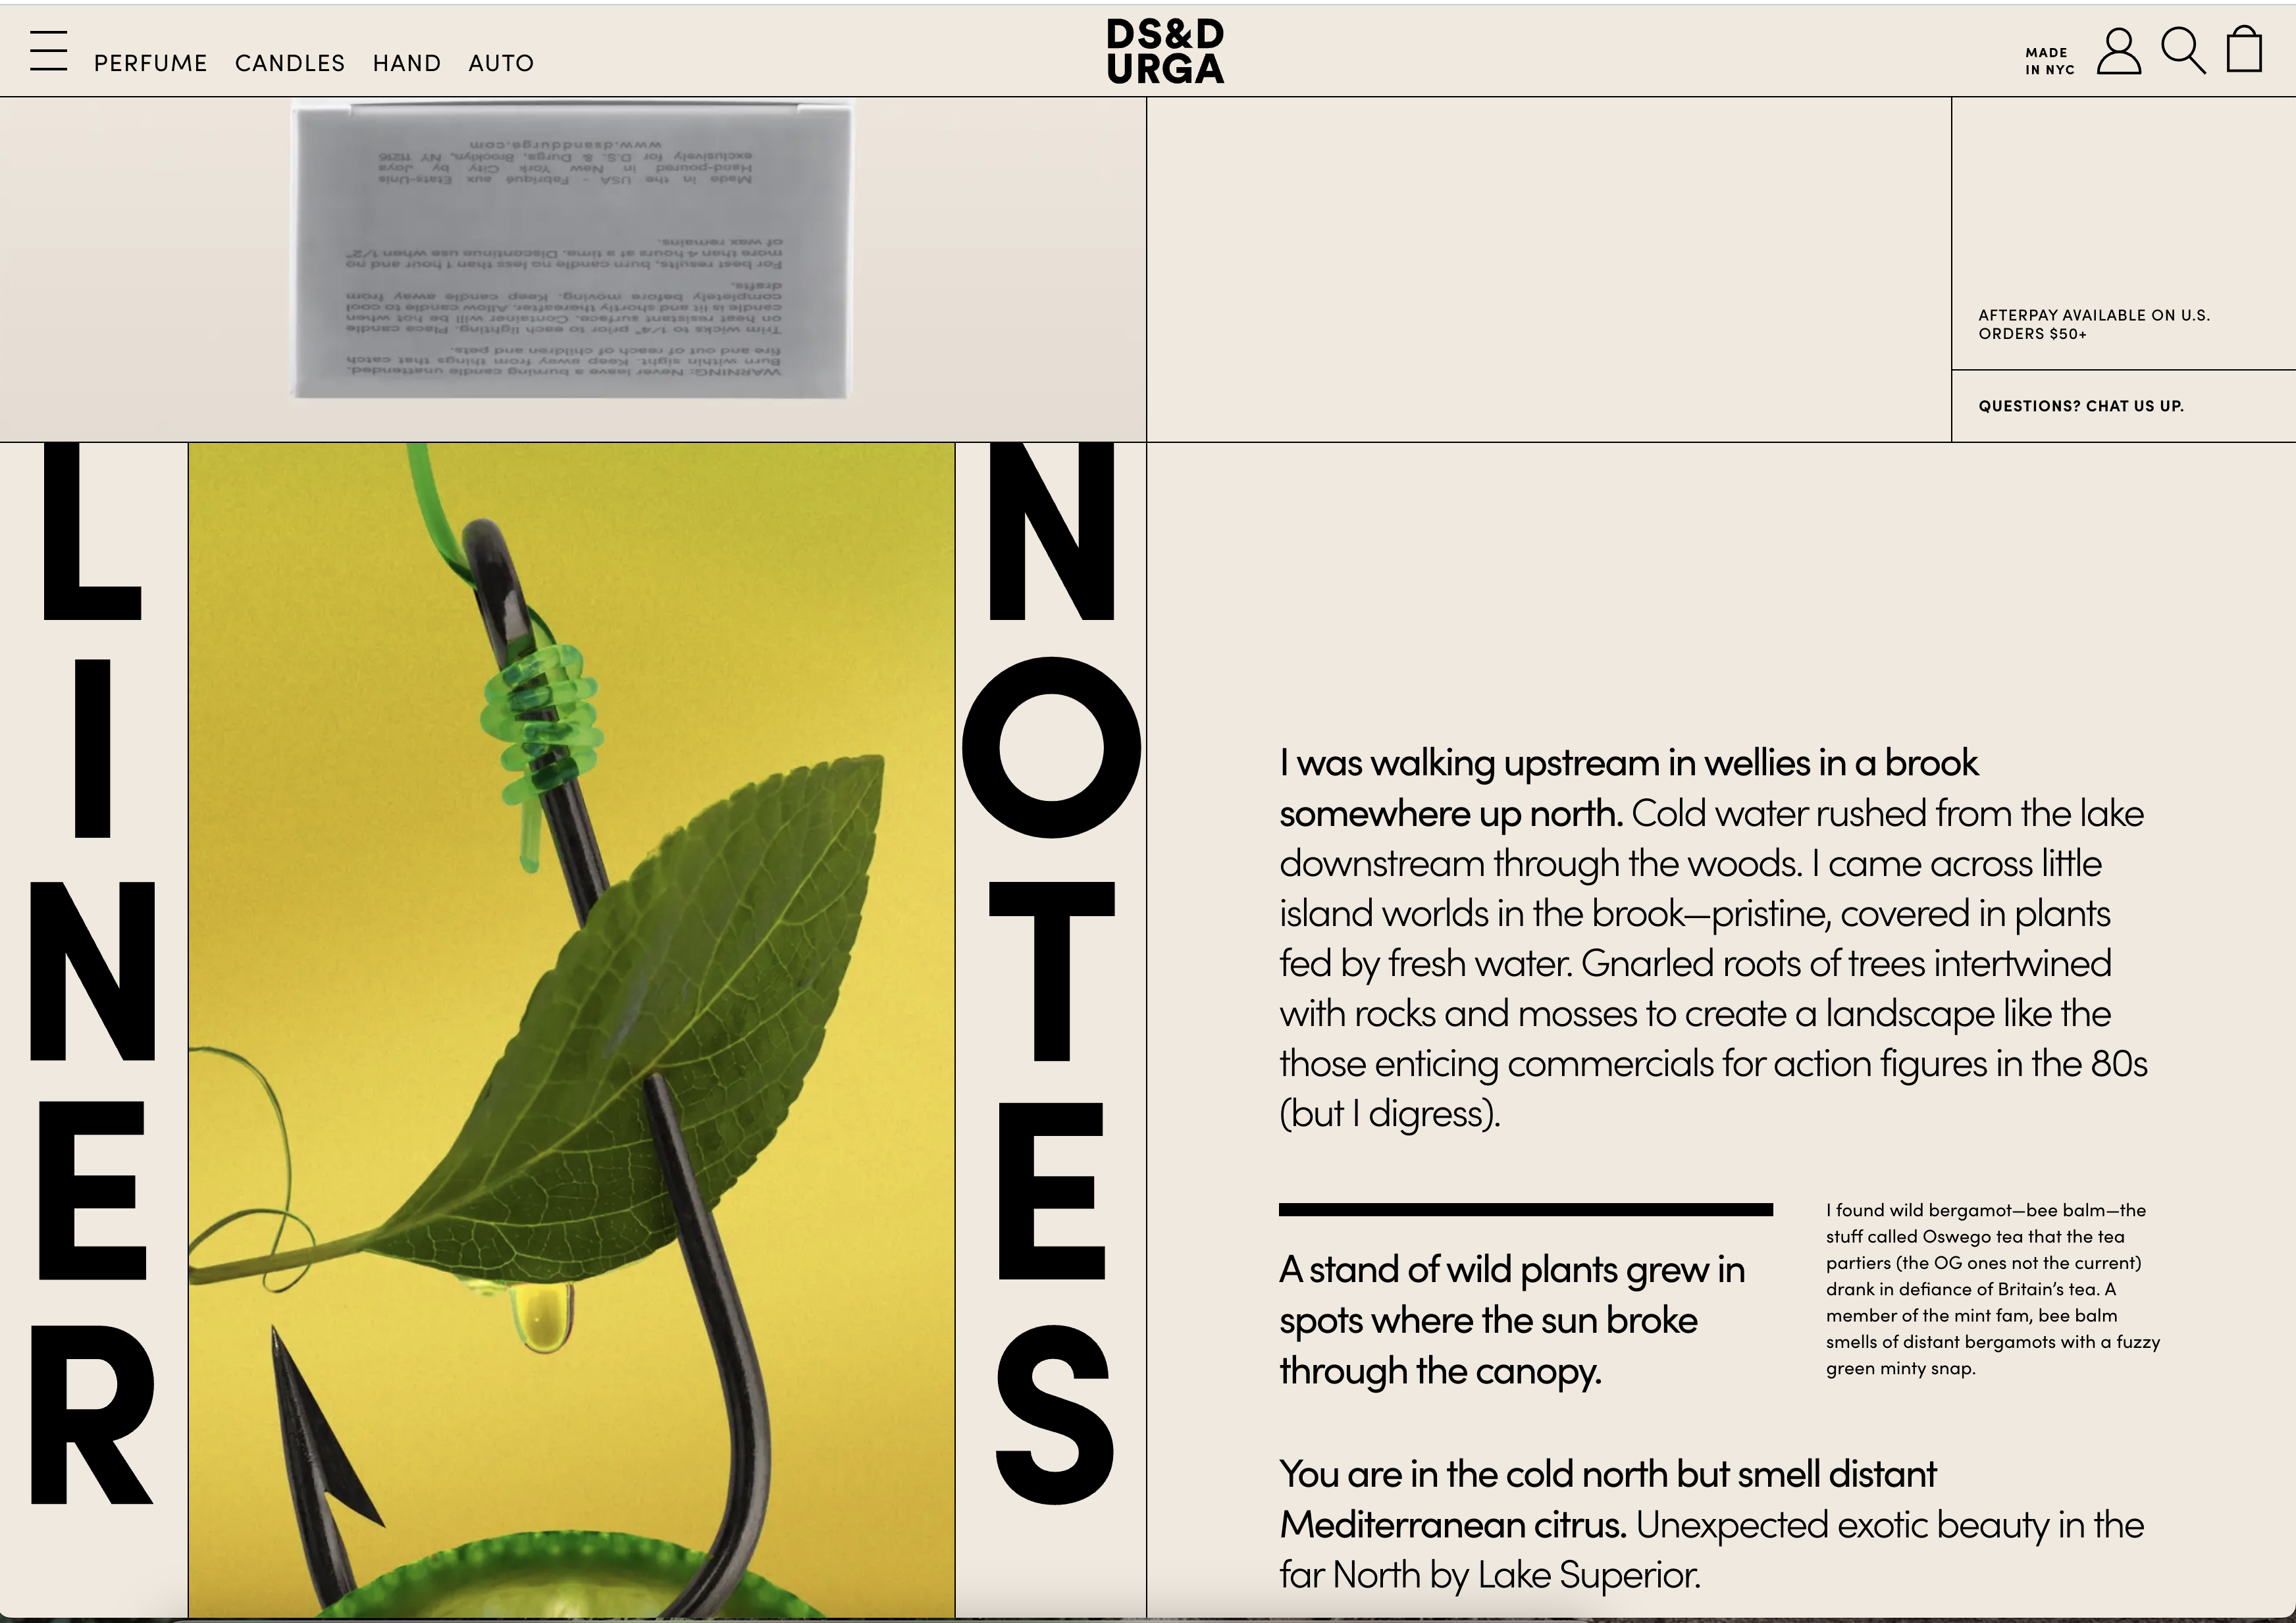 PERFUME CANDLES HAND AUTO
DS&D
URGA
MADE
IN NYC
WARNING: Never leave a burning candle unattended.
Burn within sight. Keep away from things that catch
fire and out of reach of children and pets.
Trim wicks to 1/4" prior to each lighting. Place candle
on heat resistant surface. Container will be hot when
candle is lit and shortly thereafter. Allow candle to cool
completely before moving. Keep candle away from
drafts.
For best results, burn candle no less than 1 hour and no
more than 4 hours at a time. Discontinue use when 1/2"
of wax remains.
Made in the USA - Fabriqué aux États-Unis
Hand-poured in New York City by Joya
exclusively for D.S. & Durga, Brooklyn, NY 11216
www.dsanddurga.com
AFTERPAY AVAILABLE ON U.S.
ORDERS $50+
QUESTIONS? CHAT US UP.
LINER
NOTES
I was walking upstream in wellies in a brook
somewhere up north. Cold water rushed from the lake
downstream through the woods. I came across little
island worlds in the brook—pristine, covered in plants
fed by fresh water. Gnarled roots of trees intertwined
with rocks and mosses to create a landscape like the
those enticing commercials for action figures in the 80s
(but I digress).
A stand of wild plants grew in
spots where the sun broke
through the canopy.
I found wild bergamot—bee balm—the
stuff called Oswego tea that the tea
partiers (the OG ones not the current)
drank in defiance of Britain’s tea. A
member of the mint fam, bee balm
smells of distant bergamots with a fuzzy
green minty snap.
You are in the cold north but smell distant
Mediterranean citrus. Unexpected exotic beauty in the
far North by Lake Superior.